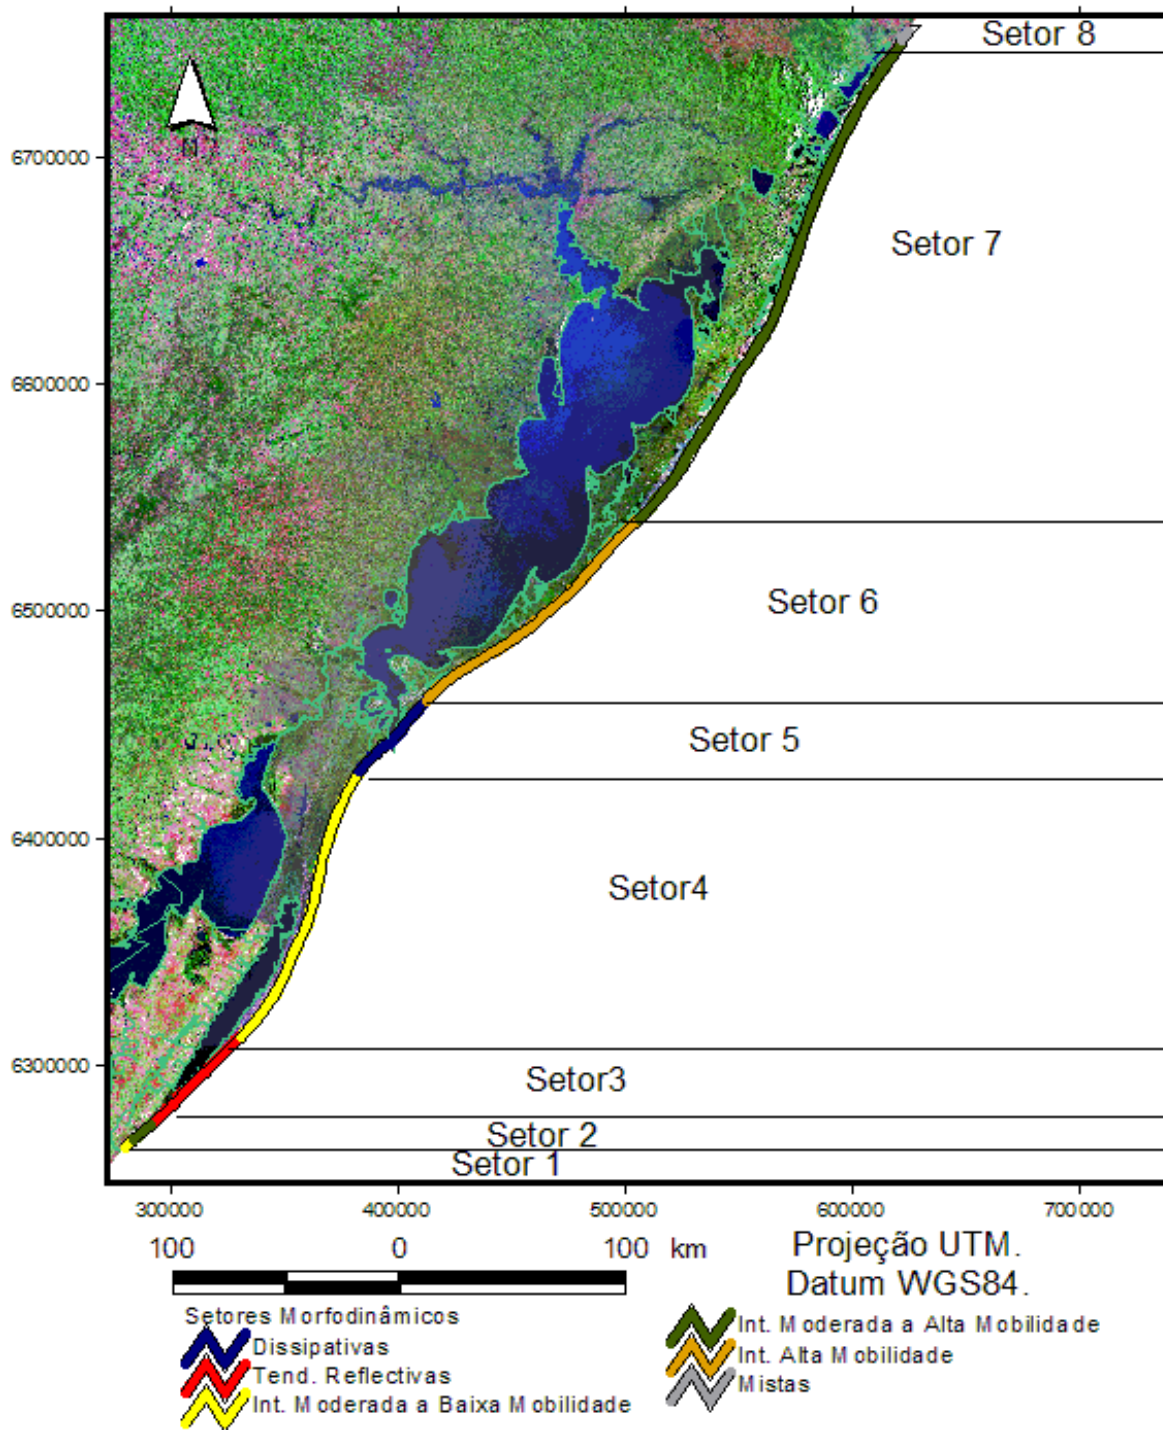 Setor 8
N
6700000
Setor 7
6600000
Setor 6
6500000
Setor 5
6400000
Setor4
6300000
Setor3
Setor 2
Setor 1
300000 400000 500000 600000 700000
100 0 100 km
Projeção UTM.
Datum WGS84.
Setores Morfodinâmicos
Dissipativas
Tend. Reflectivas
Int. Moderada a Baixa Mobilidade
Int. Moderada a Alta Mobilidade
Int. Alta Mobilidade
Mistas